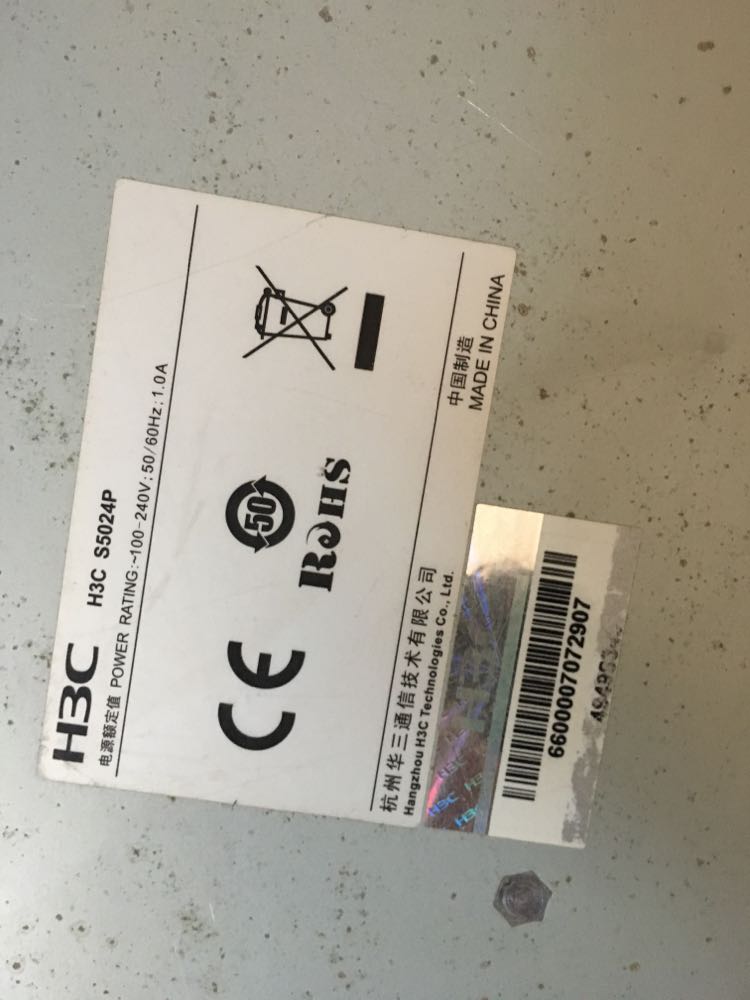 H3C H3C S5024P
电源额定值 POWER RATING:~100-240V; 50/60Hz; 1.0A
CE
50
RoHS
杭州华三通信技术有限公司 中国制造
Hangzhou H3C Technologies Co., Ltd. MADE IN CHINA
H3C
6600007072907